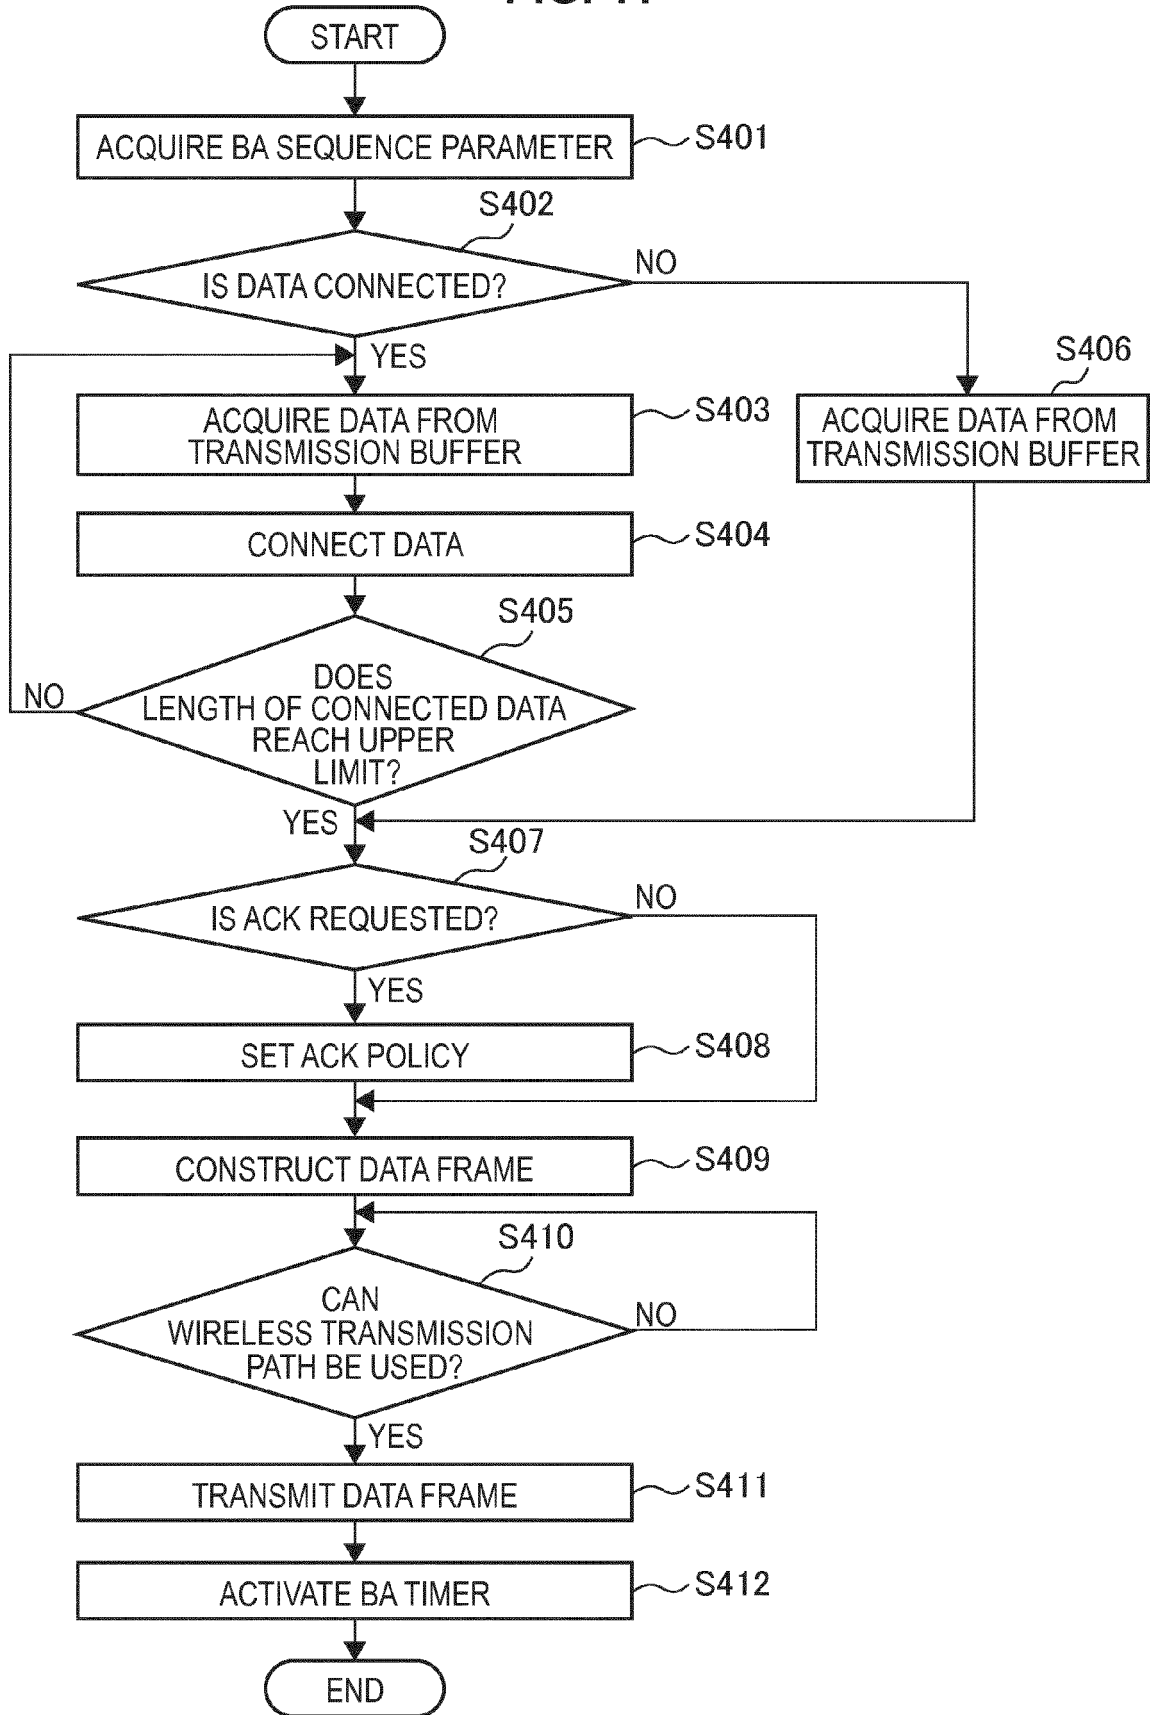 START
ACQUIRE BA SEQUENCE PARAMETER
S401
S402
IS DATA CONNECTED?
NO
YES
S406
ACQUIRE DATA FROM
TRANSMISSION BUFFER
S403
ACQUIRE DATA FROM
TRANSMISSION BUFFER
CONNECT DATA
S404
S405
DOES
LENGTH OF CONNECTED DATA
REACH UPPER
LIMIT?
NO
YES
S407
IS ACK REQUESTED?
NO
YES
SET ACK POLICY
S408
CONSTRUCT DATA FRAME
S409
S410
CAN
WIRELESS TRANSMISSION
PATH BE USED?
NO
YES
TRANSMIT DATA FRAME
S411
ACTIVATE BA TIMER
S412
END